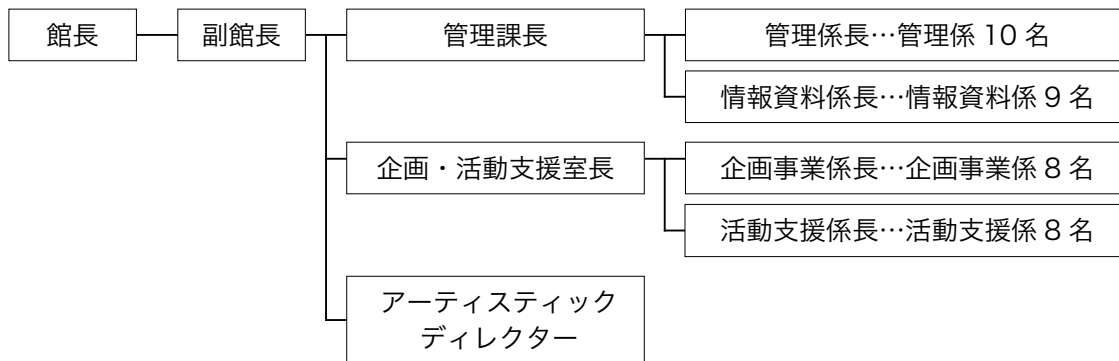 館長
副館長
管理課長
管理係長…管理係 10 名
情報資料係長…情報資料係 9 名
企画・活動支援室長
企画事業係長…企画事業係 8 名
活動支援係長…活動支援係 8 名
アーティスティック
ディレクター